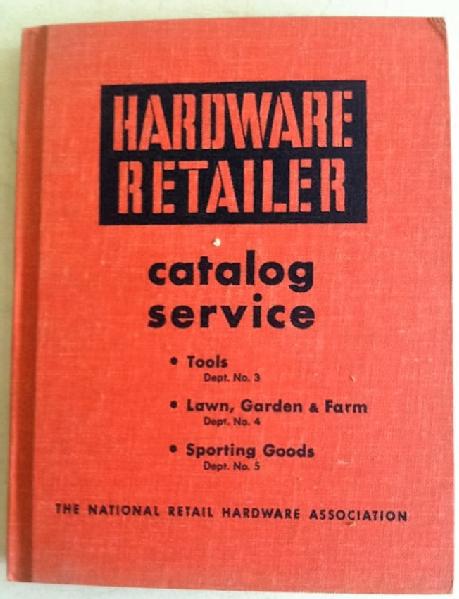 HARDWARE
RETAILER
catalog
service
• Tools
Dept. No. 3
• Lawn, Garden & Farm
Dept. No. 4
• Sporting Goods
Dept. No. 5
THE NATIONAL RETAIL HARDWARE ASSOCIATION